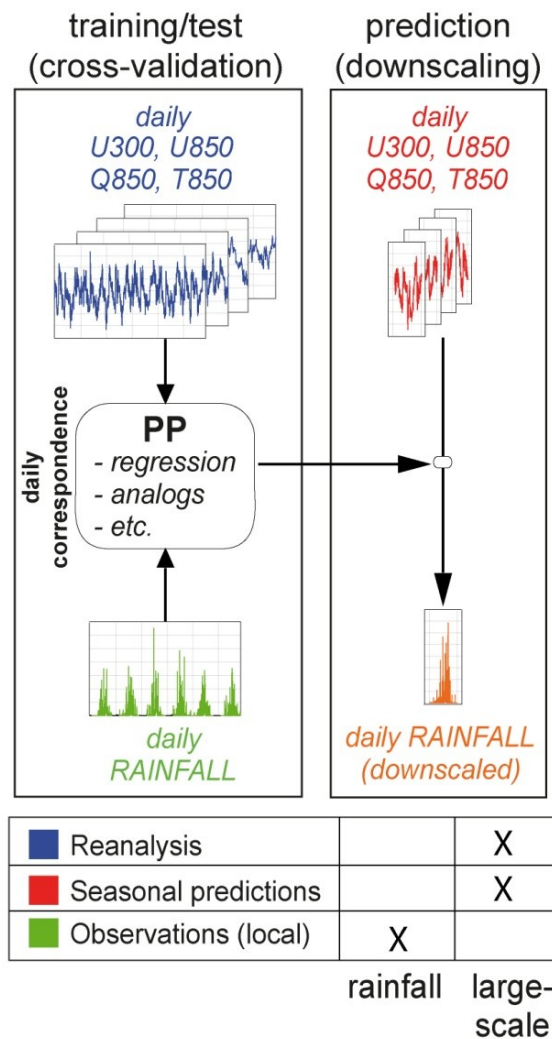 training/test
(cross-validation)
daily
U300, U850
Q850, T850
daily
correspondence
PP
- regression
- analogs
- etc.
daily
RAINFALL
prediction
(downscaling)
daily
U300, U850
Q850, T850
daily RAINFALL
(downscaled)
Reanalysis X
Seasonal predictions X
Observations (local) X
rainfall large-
scale